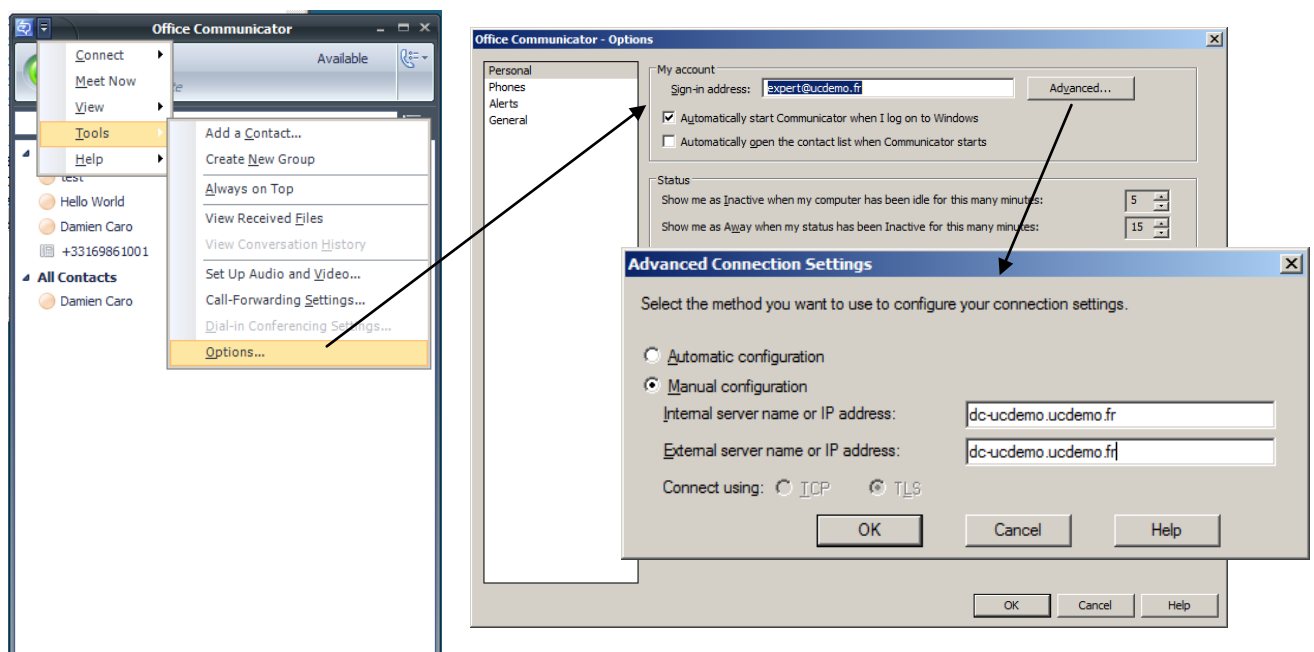 Office Communicator
Available
Connect
Meet Now
View
Tools
Help
Add a Contact...
Create New Group
Always on Top
View Received Files
View Conversation History
Set Up Audio and Video...
Call-Forwarding Settings...
Dial-in Conferencing Settings...
Options...
test
Hello World
Damien Caro
+33169861001
All Contacts
Damien Caro
Office Communicator - Options
Personal
Phones
Alerts
General
My account
Sign-in address: expert@ucdemo.fr Advanced...
Automatically start Communicator when I log on to Windows
Automatically open the contact list when Communicator starts
Status
Show me as Inactive when my computer has been idle for this many minutes: 5
Show me as Away when my status has been Inactive for this many minutes: 15
Advanced Connection Settings
Select the method you want to use to configure your connection settings.
Automatic configuration
Manual configuration
Internal server name or IP address: dc-ucdemo.ucdemo.fr
External server name or IP address: dc-ucdemo.ucdemo.fr
Connect using: TCP TLS
OK Cancel Help
OK Cancel Help